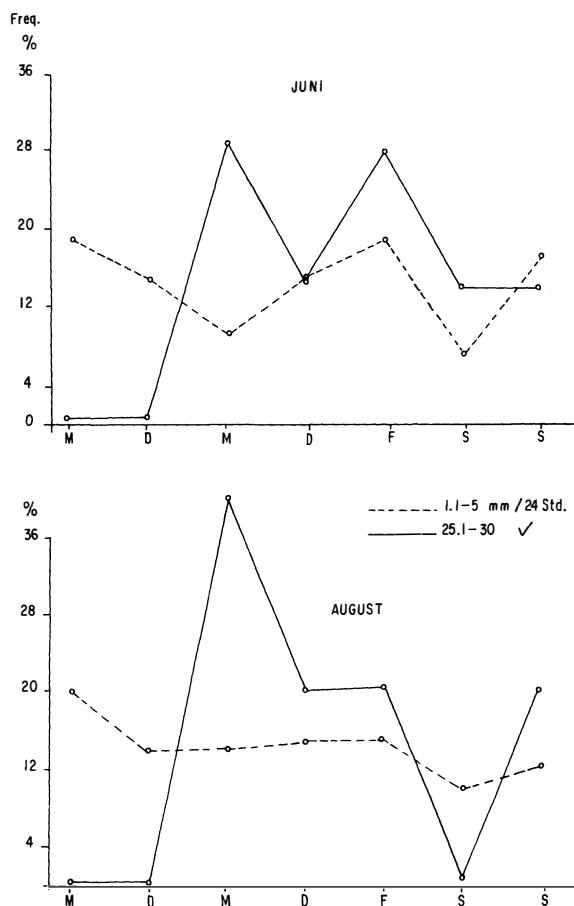 Freq.
%
36
JUNI
28
20
12
4
0
M D M D F S S
%
1.1-5 mm/24 Std.
25.1-30 ✓
36
AUGUST
28
20
12
4
M D M D F S S